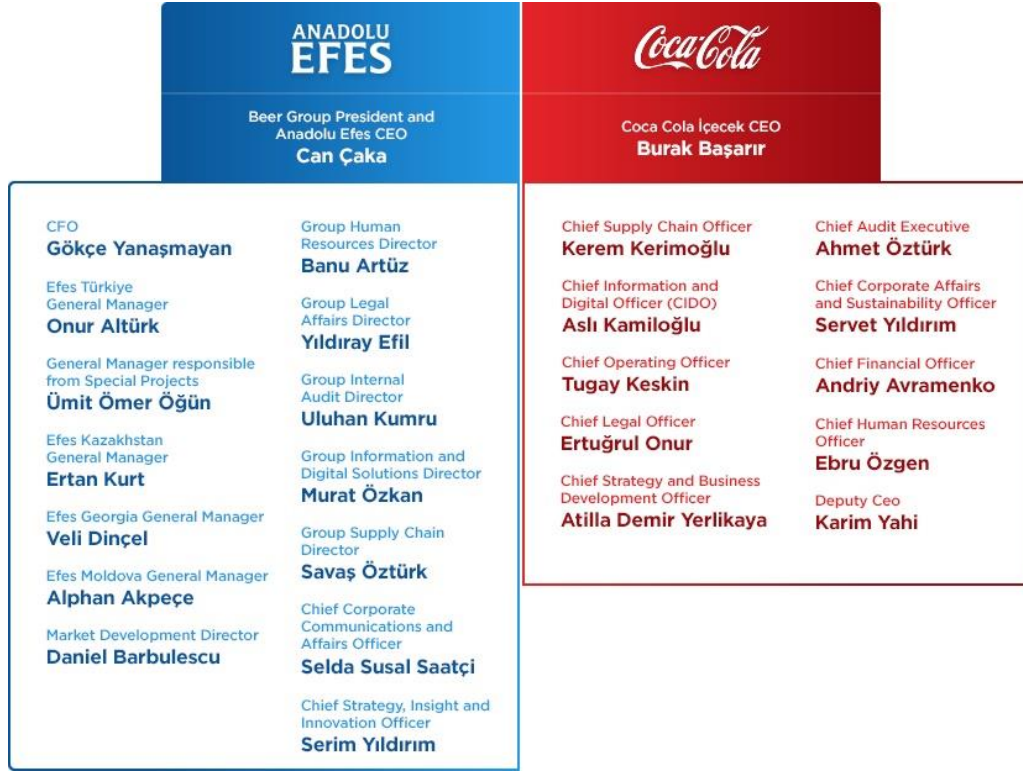 ANADOLU
EFES
Beer Group President and
Anadolu Efes CEO
Can Çaka
CFO
Gökçe Yanaşmayan
Efes Türkiye
General Manager
Onur Altürk
General Manager responsible
from Special Projects
Ümit Ömer Öğün
Efes Kazakhstan
General Manager
Ertan Kurt
Efes Georgia General Manager
Veli Dinçel
Efes Moldova General Manager
Alphan Akpeçe
Market Development Director
Daniel Barbulescu
Group Human
Resources Director
Banu Artüz
Group Legal
Affairs Director
Yıldıray Efil
Group Internal
Audit Director
Uluhan Kumru
Group Information and
Digital Solutions Director
Murat Özkan
Group Supply Chain
Director
Savaş Öztürk
Chief Corporate
Communications and
Affairs Officer
Selda Susal Saatçi
Chief Strategy, Insight and
Innovation Officer
Serim Yıldırım
Coca-Cola
Coca Cola İçecek CEO
Burak Başarır
Chief Supply Chain Officer
Kerem Kerimoğlu
Chief Information and
Digital Officer (CIDO)
Aslı Kamiloğlu
Chief Operating Officer
Tugay Keskin
Chief Legal Officer
Ertuğrul Onur
Chief Strategy and Business
Development Officer
Atilla Demir Yerlikaya
Chief Audit Executive
Ahmet Öztürk
Chief Corporate Affairs
and Sustainability Officer
Servet Yıldırım
Chief Financial Officer
Andriy Avramenko
Chief Human Resources
Officer
Ebru Özgen
Deputy Ceo
Karim Yahi